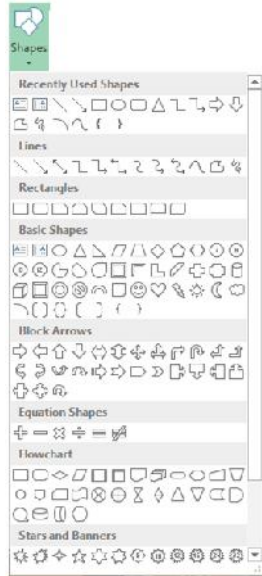 Shapes
Recently Used Shapes
Lines
Rectangles
Basic Shapes
Block Arrows
Equation Shapes
Flowchart
Stars and Banners